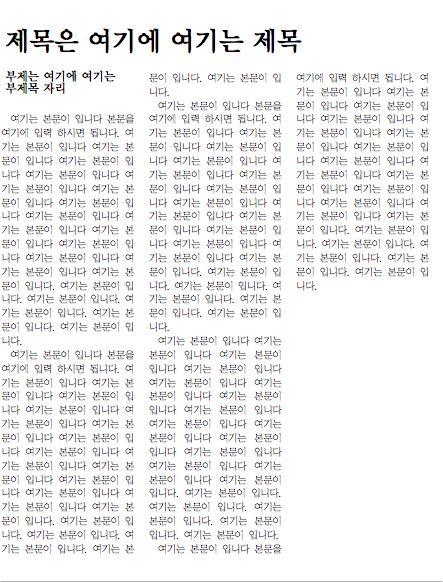 제목은 여기에 여기는 제목
부제는 여기에 여기는
부제목 자리
여기는 본문이 입니다 본문을
여기에 입력 하시면 됩니다. 여
기는 본문이 입니다 여기는 본
문이 입니다 여기는 본문이 입
니다 여기는 본문이 입니다 여
기는 본문이 입니다 여기는 본
문이 입니다 여기는 본문이 입
니다 여기는 본문이 입니다 여
기는 본문이 입니다 여기는 본
문이 입니다 여기는 본문이 입
니다 여기는 본문이 입니다 여
기는 본문이 입니다. 여기는 본
문이 입니다. 여기는 본문이 입
니다. 여기는 본문이 입니다. 여
기는 본문이 입니다. 여기는 본
문이 입니다. 여기는 본문이 입
니다.
여기는 본문이 입니다 본문을
여기에 입력 하시면 됩니다. 여
기는 본문이 입니다 여기는 본
문이 입니다 여기는 본문이 입
니다 여기는 본문이 입니다 여
기는 본문이 입니다 여기는 본
문이 입니다 여기는 본문이 입
니다 여기는 본문이 입니다 여
기는 본문이 입니다 여기는 본
문이 입니다 여기는 본문이 입
니다 여기는 본문이 입니다 여
기는 본문이 입니다. 여기는 본
문이 입니다. 여기는 본문이 입
니다. 여기는 본문이 입니다. 여
기는 본문이 입니다. 여기는 본
문이 입니다. 여기는 본문이 입
니다.
여기는 본문이 입니다 본문을
여기에 입력 하시면 됩니다. 여
기는 본문이 입니다 여기는 본
문이 입니다 여기는 본문이 입
니다 여기는 본문이 입니다 여
기는 본문이 입니다 여기는 본
문이 입니다 여기는 본문이 입
니다 여기는 본문이 입니다 여
기는 본문이 입니다 여기는 본
문이 입니다 여기는 본문이 입
니다 여기는 본문이 입니다 여
기는 본문이 입니다. 여기는 본
문이 입니다. 여기는 본문이 입
니다. 여기는 본문이 입니다. 여
기는 본문이 입니다. 여기는 본
문이 입니다. 여기는 본문이 입
니다.
여기는 본문이 입니다 여기는
본문이 입니다 여기는 본문이
입니다 여기는 본문이 입니다
여기는 본문이 입니다 여기는
본문이 입니다 여기는 본문이
입니다 여기는 본문이 입니다
여기는 본문이 입니다 여기는
본문이 입니다 여기는 본문이
입니다 여기는 본문이 입니다
여기는 본문이 입니다. 여기는
본문이 입니다. 여기는 본문이
입니다. 여기는 본문이 입니다.
여기는 본문이 입니다. 여기는
본문이 입니다. 여기는 본문이
입니다.
여기는 본문이 입니다 본문을
여기에 입력 하시면 됩니다. 여
기는 본문이 입니다 여기는 본
문이 입니다 여기는 본문이 입
니다 여기는 본문이 입니다 여
기는 본문이 입니다 여기는 본
문이 입니다 여기는 본문이 입
니다 여기는 본문이 입니다 여
기는 본문이 입니다 여기는 본
문이 입니다 여기는 본문이 입
니다 여기는 본문이 입니다 여
기는 본문이 입니다. 여기는 본
문이 입니다. 여기는 본문이 입
니다. 여기는 본문이 입니다. 여
기는 본문이 입니다. 여기는 본
문이 입니다. 여기는 본문이 입
니다.